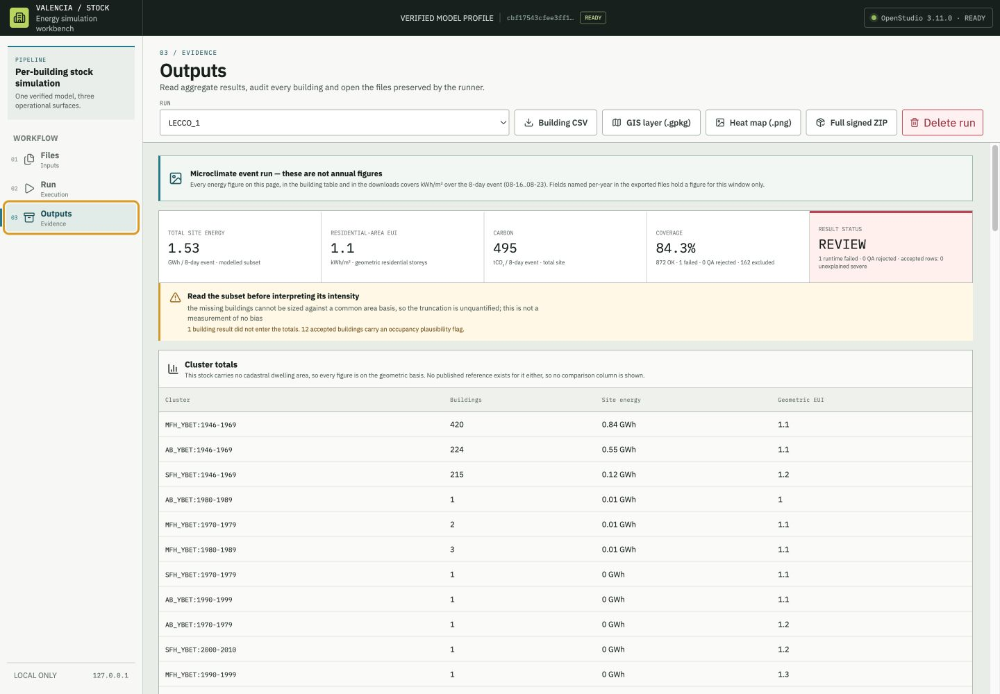 VALENCIA / STOCK
Energy simulation
workbench
VERIFIED MODEL PROFILE
cbf17543cfee3ff1…
READY
OpenStudio 3.11.0 · READY
PIPELINE
Per-building stock
simulation
One verified model, three
operational surfaces.
WORKFLOW
01 Files
Inputs
02 Run
Execution
03 Outputs
Evidence
LOCAL ONLY 127.0.0.1
03 / EVIDENCE
Outputs
Read aggregate results, audit every building and open the files preserved by the runner.
RUN
LECCO_1
Building CSV
GIS layer (.gpkg)
Heat map (.png)
Full signed ZIP
Delete run
Microclimate event run — these are not annual figures
Every energy figure on this page, in the building table and in the downloads covers kWh/m² over the 8-day event (08-16..08-23). Fields named per-year in the exported files hold a figure for this window only.
TOTAL SITE ENERGY
1.53
GWh / 8-day event · modelled subset
RESIDENTIAL-AREA EUI
1.1
kWh/m² · geometric residential storeys
CARBON
495
tCO₂ / 8-day event · total site
COVERAGE
84.3%
872 OK · 1 failed · 0 QA rejected · 162 excluded
RESULT STATUS
REVIEW
1 runtime failed · 0 QA rejected · accepted rows: 0
unexplained severe
Read the subset before interpreting its intensity
the missing buildings cannot be sized against a common area basis, so the truncation is unquantified; this is not a
measurement of no bias
1 building result did not enter the totals. 12 accepted buildings carry an occupancy plausibility flag.
Cluster totals
This stock carries no cadastral dwelling area, so every figure is on the geometric basis. No published reference exists for it either, so no comparison column is shown.
Cluster Buildings Site energy Geometric EUI
MFH_YBET:1946-1969 420 0.84 GWh 1.1
AB_YBET:1946-1969 224 0.55 GWh 1.1
SFH_YBET:1946-1969 215 0.12 GWh 1.2
AB_YBET:1980-1989 1 0.01 GWh 1
MFH_YBET:1970-1979 2 0.01 GWh 1.1
MFH_YBET:1980-1989 3 0.01 GWh 1.1
SFH_YBET:1970-1979 1 0 GWh 1.1
AB_YBET:1990-1999 1 0 GWh 1.1
AB_YBET:1970-1979 1 0 GWh 1.2
SFH_YBET:2000-2010 1 0 GWh 1.2
MFH_YBET:1990-1999 1 0 GWh 1.3